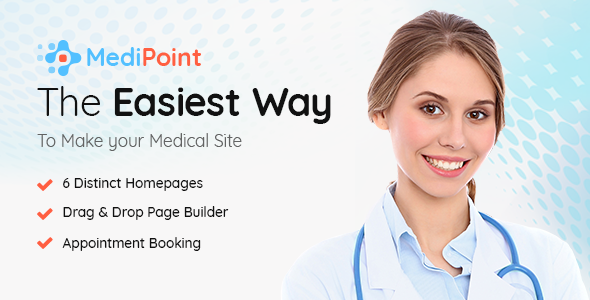 MediPoint
The Easiest Way
To Make your Medical Site
6 Distinct Homepages
Drag & Drop Page Builder
Appointment Booking